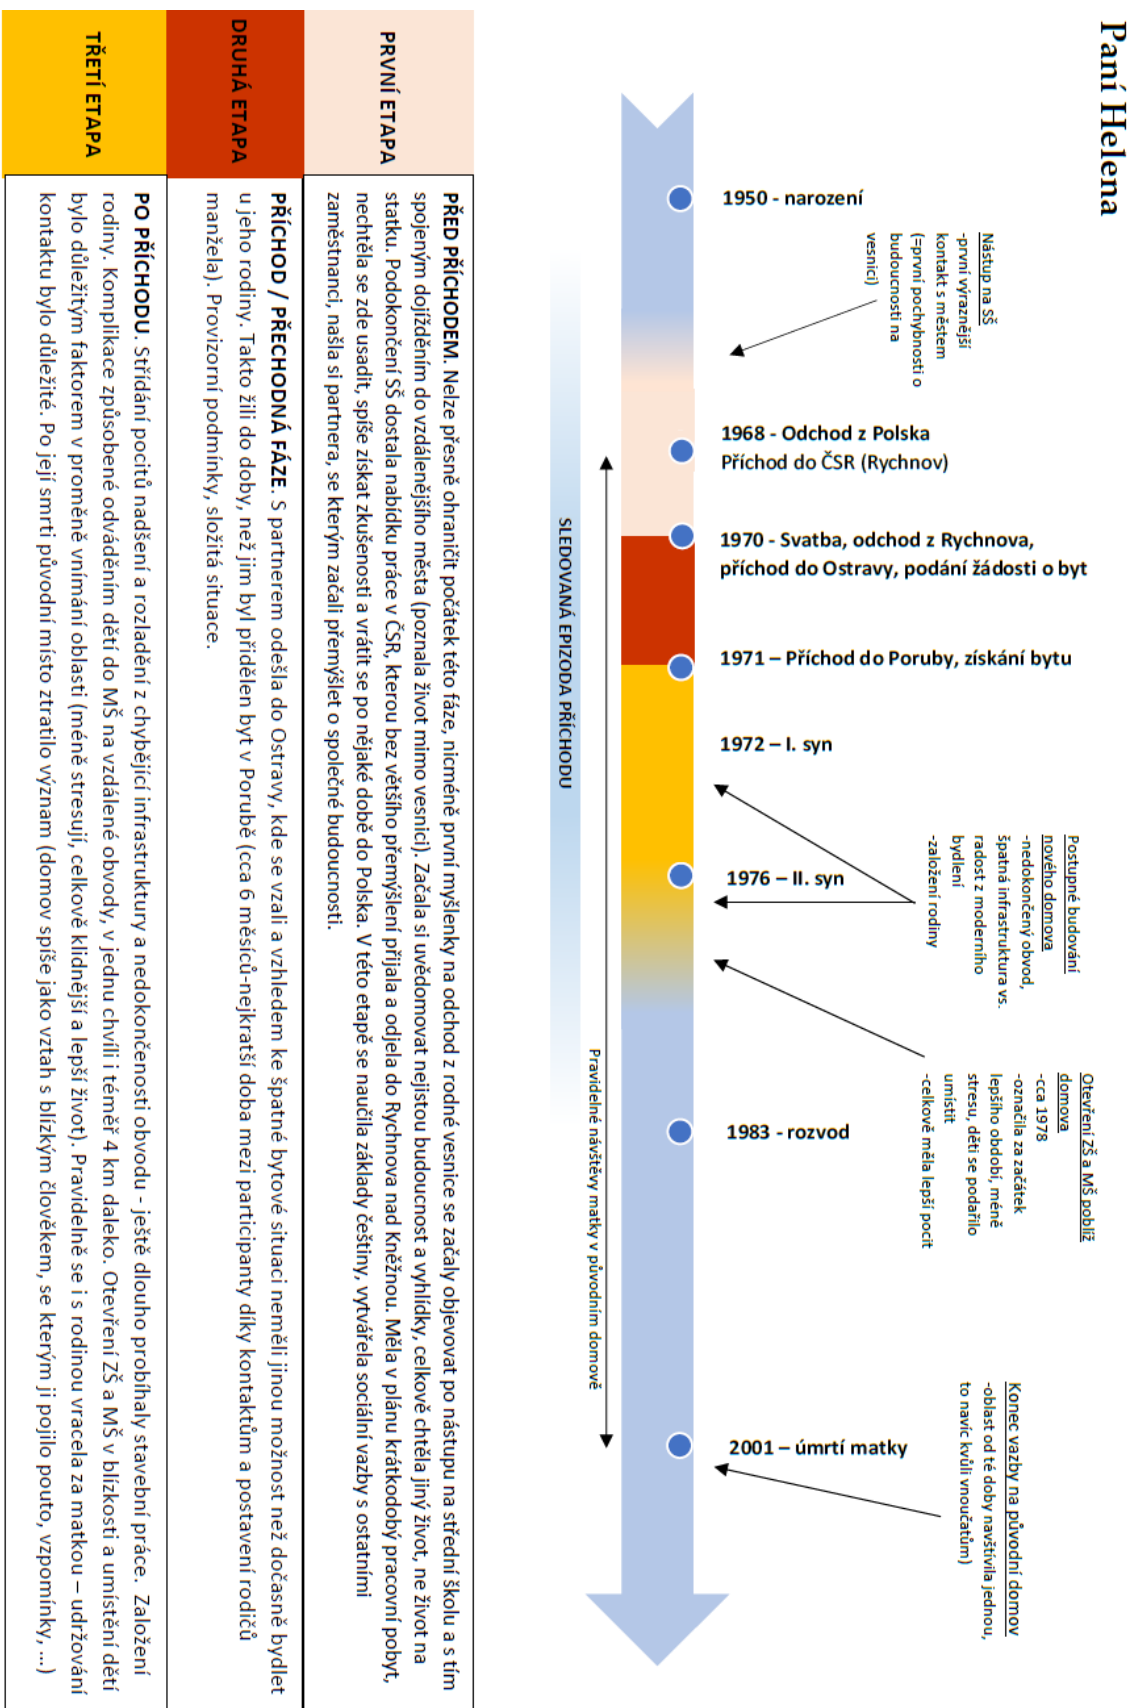 Paní Helena
1950 - narození
Nástup na SŠ
-první výraznější
kontakt s městem
(=první pochybnosti o
budoucnosti na
vesnici)
1968 - Odchod z Polska
Příchod do ČSR (Rychnov)
1970 - Svatba, odchod z Rychnova,
příchod do Ostravy, podání žádosti o byt
1971 – Příchod do Poruby, získání bytu
1972 – I. syn
Postupné budování
nového domova
-nedokončený obvod,
špatná infrastruktura vs.
radost z moderního
bydlení
-založení rodiny
1976 – II. syn
Otevření ZŠ a MŠ poblíž
domova
-cca 1978
-označila za začátek
lepšího období, méně
stresu, děti se podařilo
umístit
-celkově měla lepší pocit
1983 - rozvod
Konec vazby na původní domov
-oblast od té doby navštívila jednou,
to navíc kvůli vnoučatům)
2001 – úmrtí matky
Pravidelné návštěvy matky v původním domově
SLEDOVANÁ EPIZODA PŘÍCHODU
PRVNÍ ETAPA
PŘED PŘÍCHODEM. Nelze přesně ohraničit počátek této fáze, nicméně první myšlenky na odchod z rodné vesnice se začaly objevovat po nástupu na střední školu a s tím
spojeným dojížděním do vzdálenějšího města (poznala život mimo vesnici). Začala si uvědomovat nejistou budoucnost a vyhlídky, celkově chtěla jiný život, ne život na
statku. Podokončení SŠ dostala nabídku práce v ČSR, kterou bez většího přemýšlení přijala a odjela do Rychnova nad Kněžnou. Měla v plánu krátkodobý pracovní pobyt,
nechtěla se zde usadit, spíše získat zkušenosti a vrátit se po nějaké době do Polska. V této etapě se naučila základy češtiny, vytvářela sociální vazby s ostatními
zaměstnanci, našla si partnera, se kterým začali přemýšlet o společné budoucnosti.
DRUHÁ ETAPA
PŘÍCHOD / PŘECHODNÁ FÁZE. S partnerem odešla do Ostravy, kde se vzali a vzhledem ke špatné bytové situaci neměli jinou možnost než dočasně bydlet
u jeho rodiny. Takto žili do doby, než jim byl přidělen byt v Porubě (cca 6 měsíců-nejkratší doba mezi participanty díky kontaktům a postavení rodičů
manžela). Provizorní podmínky, složitá situace.
TŘETÍ ETAPA
PO PŘÍCHODU. Střídání pocitů nadšení a rozladění z chybějící infrastruktury a nedokončenosti obvodu - ještě dlouho probíhaly stavební práce. Založení
rodiny. Komplikace způsobené odváděním dětí do MŠ na vzdálené obvody, v jednu chvíli i téměř 4 km daleko. Otevření ZŠ a MŠ v blízkosti a umístění dětí
bylo důležitým faktorem v proměně vnímání oblasti (méně stresují, celkově klidnější a lepší život). Pravidelně se i s rodinou vracela za matkou – udržování
kontaktu bylo důležité. Po její smrti původní místo ztratilo význam (domov spíše jako vztah s blízkým člověkem, se kterým ji pojilo pouto, vzpomínky, ...)